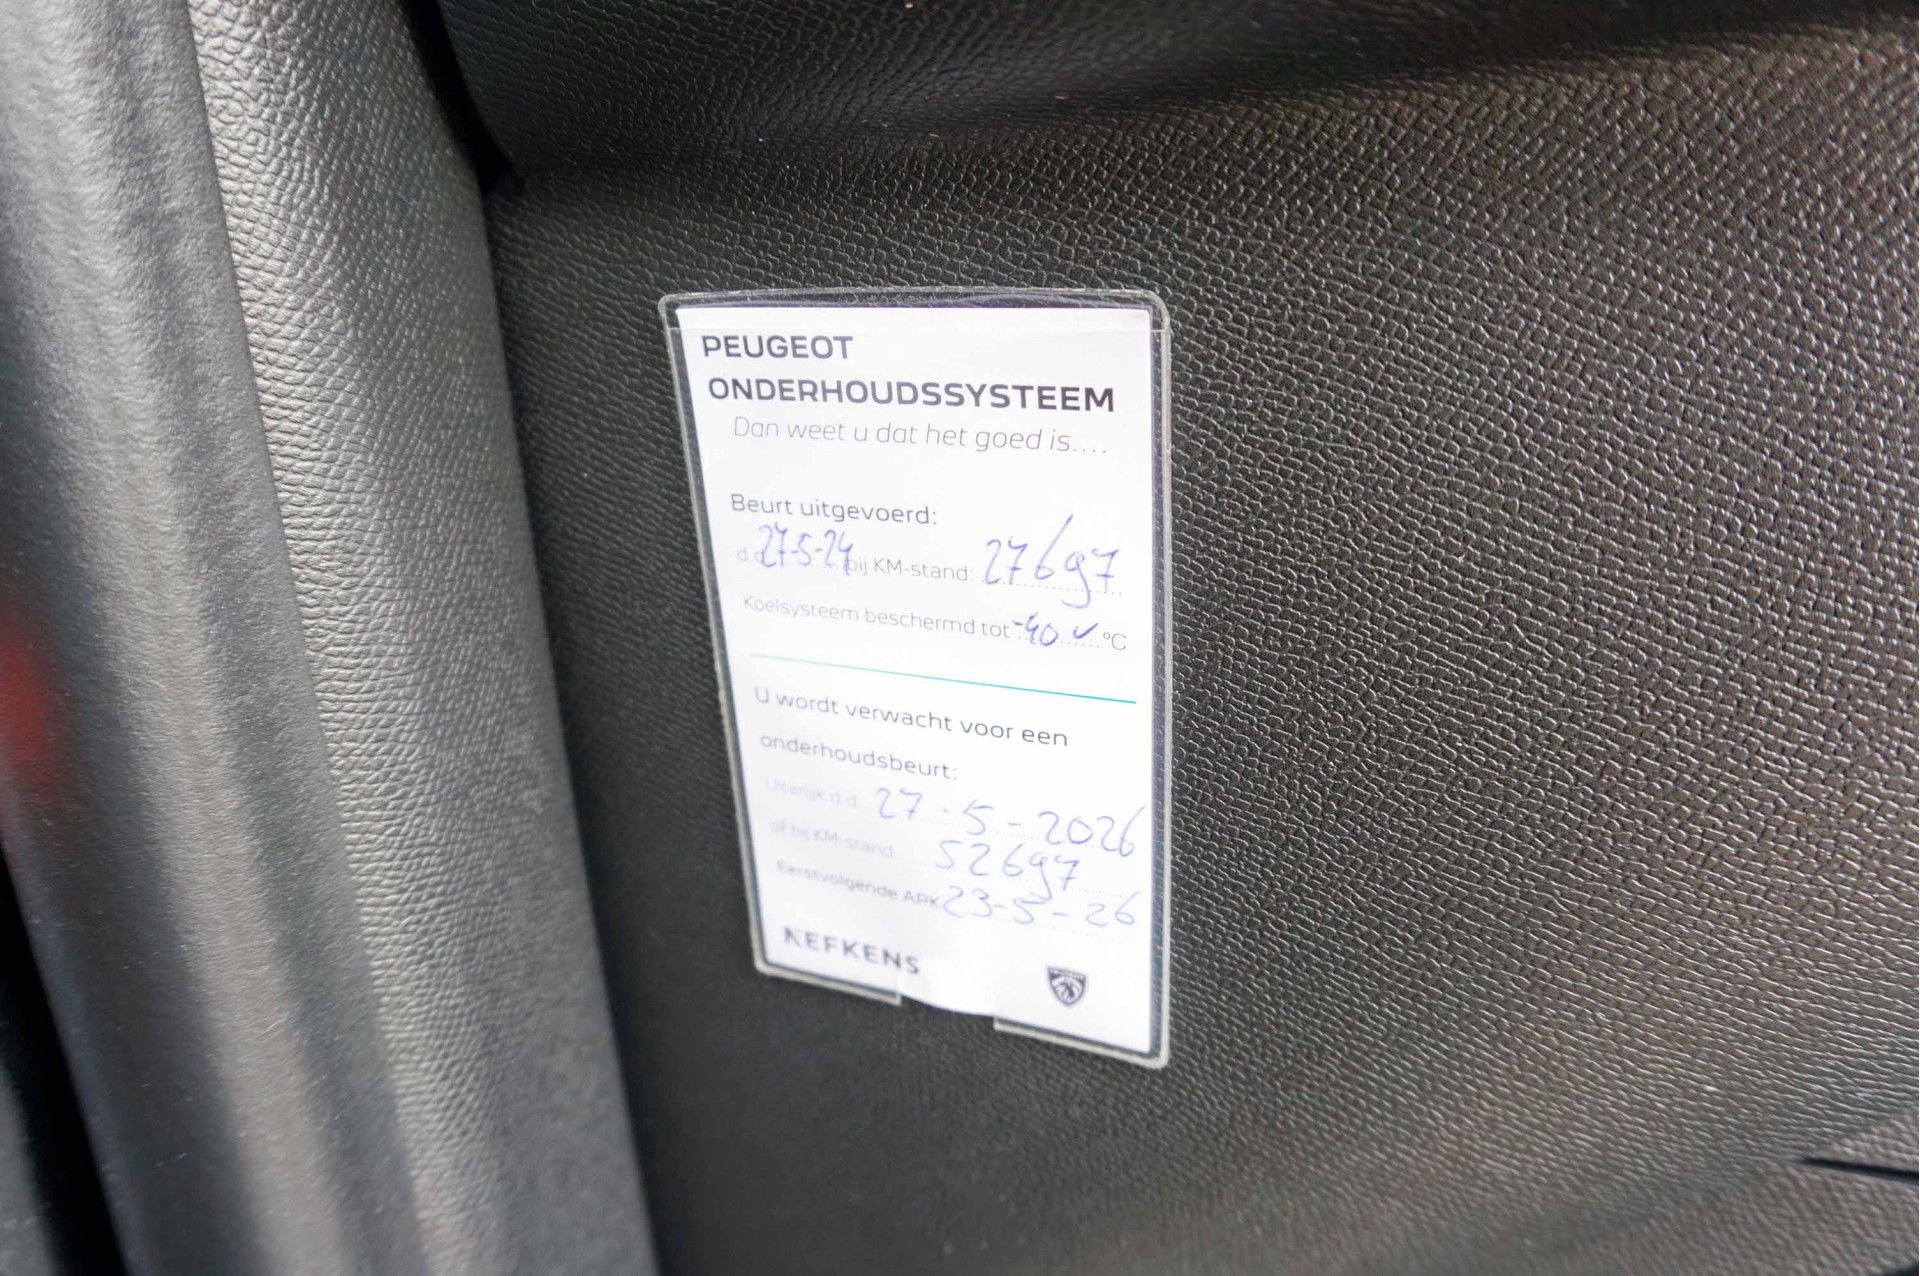 PEUGEOT
ONDERHOUDSSYSTEEM
Dan weet u dat het goed is....
Beurt uitgevoerd:
d.d. 27-5-24 bij KM-stand: 27697
Koelsysteem beschermd tot -40 ✓ °C
U wordt verwacht voor een
onderhoudsbeurt:
Uiterlijk d.d. 27-5-2026
of bij KM-stand 52697
Eerstvolgende APK 23-5-26
NEFKENS